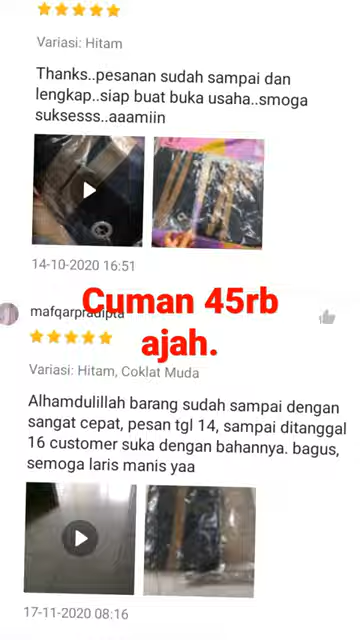 Variasi: Hitam
Thanks..pesanan sudah sampai dan
lengkap..siap buat buka usaha..smoga
suksesss..aaamiin
14-10-2020 16:51
Cuman 45rb
mafqarpradipta
ajah.
Variasi: Hitam, Coklat Muda
Alhamdulillah barang sudah sampai dengan
sangat cepat, pesan tgl 14, sampai ditanggal
16 customer suka dengan bahannya. bagus,
semoga laris manis yaa
17-11-2020 08:16